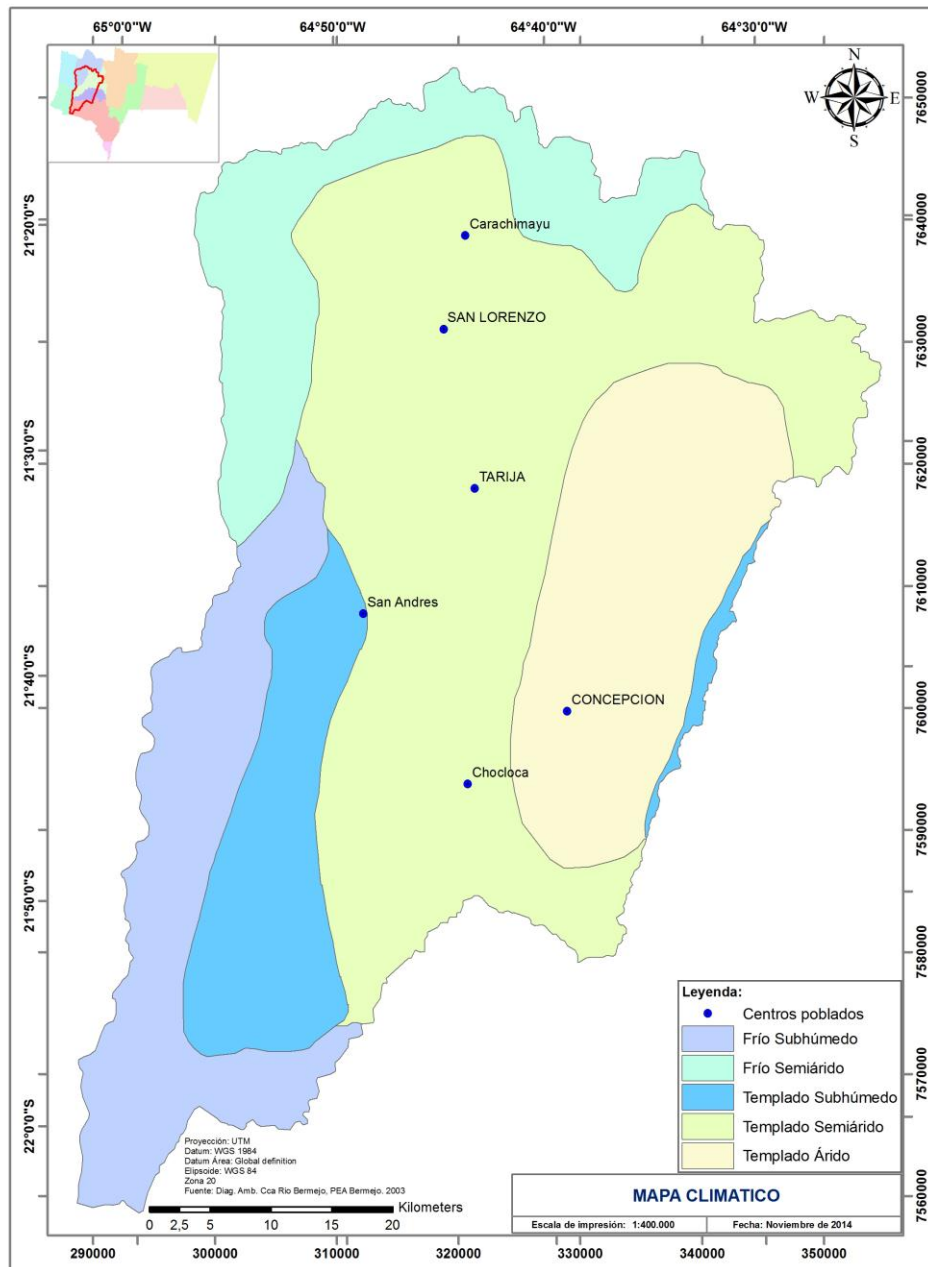 65°0'0"W 64°50'0"W 64°40'0"W 64°30'0"W
N
W E
S
7650000
21°20'0"S
7640000
Carachimayu
SAN LORENZO
7630000
21°30'0"S
7620000
TARIJA
7610000
San Andres
21°40'0"S
7600000
CONCEPCION
Chocloca
7590000
21°50'0"S
7580000
Leyenda:
Centros poblados
Frío Subhúmedo
Frío Semiárido
Templado Subhúmedo
Templado Semiárido
Templado Árido
7570000
22°0'0"S
7560000
Proyección: UTM
Datum: WGS 1984
Datum Área: Global definition
Elipsoide: WGS 84
Zona 20
Fuente: Diag. Amb. Cca Rio Bermejo, PEA Bermejo. 2003
Kilometers
0 2,5 5 10 15 20
MAPA CLIMATICO
Escala de impresión: 1:400.000
Fecha: Noviembre de 2014
290000 300000 310000 320000 330000 340000 350000